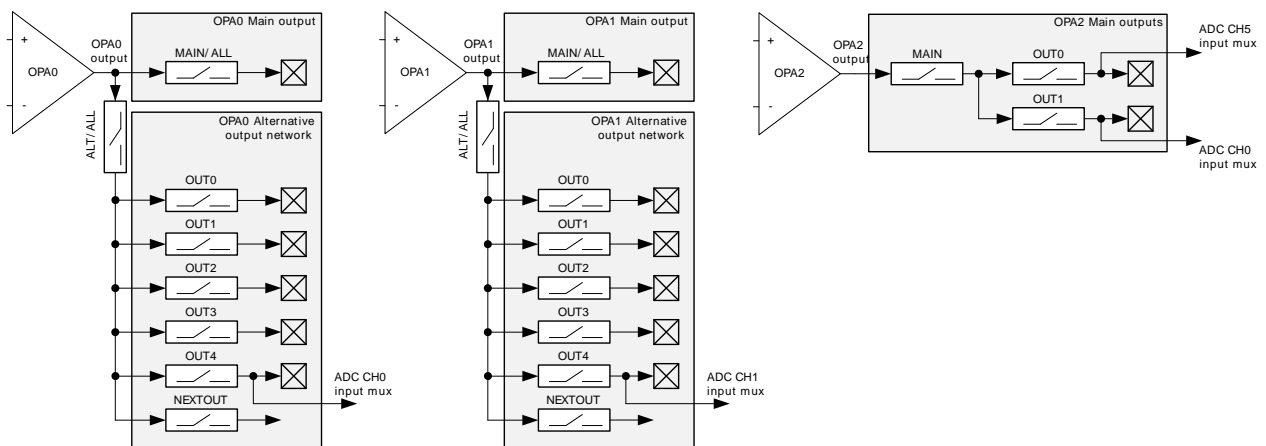 OPA0 Main output
+
-
OPA0
OPA0
output
MAIN/ ALL
ALT/ ALL
OPA0 Alternative
output network
OUT0
OUT1
OUT2
OUT3
OUT4
NEXTOUT
ADC CH0
input mux
OPA1 Main output
+
-
OPA1
OPA1
output
MAIN/ ALL
ALT/ ALL
OPA1 Alternative
output network
OUT0
OUT1
OUT2
OUT3
OUT4
NEXTOUT
ADC CH1
input mux
OPA2 Main outputs
+
-
OPA2
OPA2
output
MAIN
OUT0
OUT1
ADC CH5
input mux
ADC CH0
input mux